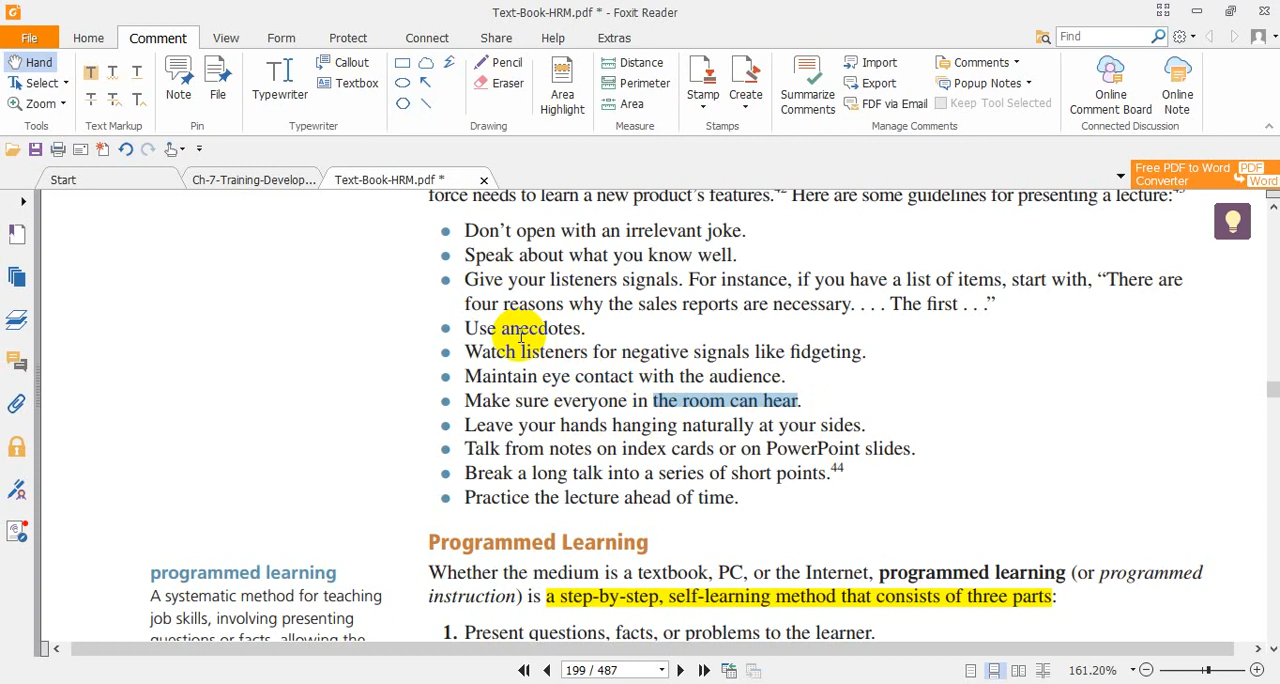 Text-Book-HRM.pdf * - Foxit Reader
File Home Comment View Form Protect Connect Share Help Extras Find
Hand Select Zoom Tools
Text Markup
Note File Pin
Typewriter Callout Textbox Typewriter
Pencil Eraser Area Highlight Drawing
Distance Perimeter Area Measure
Stamp Create Stamps
Summarize Comments Import Export FDF via Email Comments Popup Notes Keep Tool Selected Manage Comments
Online Comment Board Online Note Connected Discussion
Start Ch-7-Training-Develop... Text-Book-HRM.pdf *
Free PDF to Word Converter PDF Word
force needs to learn a new product's features.42 Here are some guidelines for presenting a lecture:43
● Don't open with an irrelevant joke.
● Speak about what you know well.
● Give your listeners signals. For instance, if you have a list of items, start with, “There are
four reasons why the sales reports are necessary. . . . The first . . .”
● Use anecdotes.
● Watch listeners for negative signals like fidgeting.
● Maintain eye contact with the audience.
● Make sure everyone in the room can hear.
● Leave your hands hanging naturally at your sides.
● Talk from notes on index cards or on PowerPoint slides.
● Break a long talk into a series of short points.44
● Practice the lecture ahead of time.
Programmed Learning
Whether the medium is a textbook, PC, or the Internet, programmed learning (or programmed
instruction) is a step-by-step, self-learning method that consists of three parts:
1. Present questions, facts, or problems to the learner.
programmed learning
A systematic method for teaching
job skills, involving presenting
questions or facts, allowing the
199 / 487
161.20%